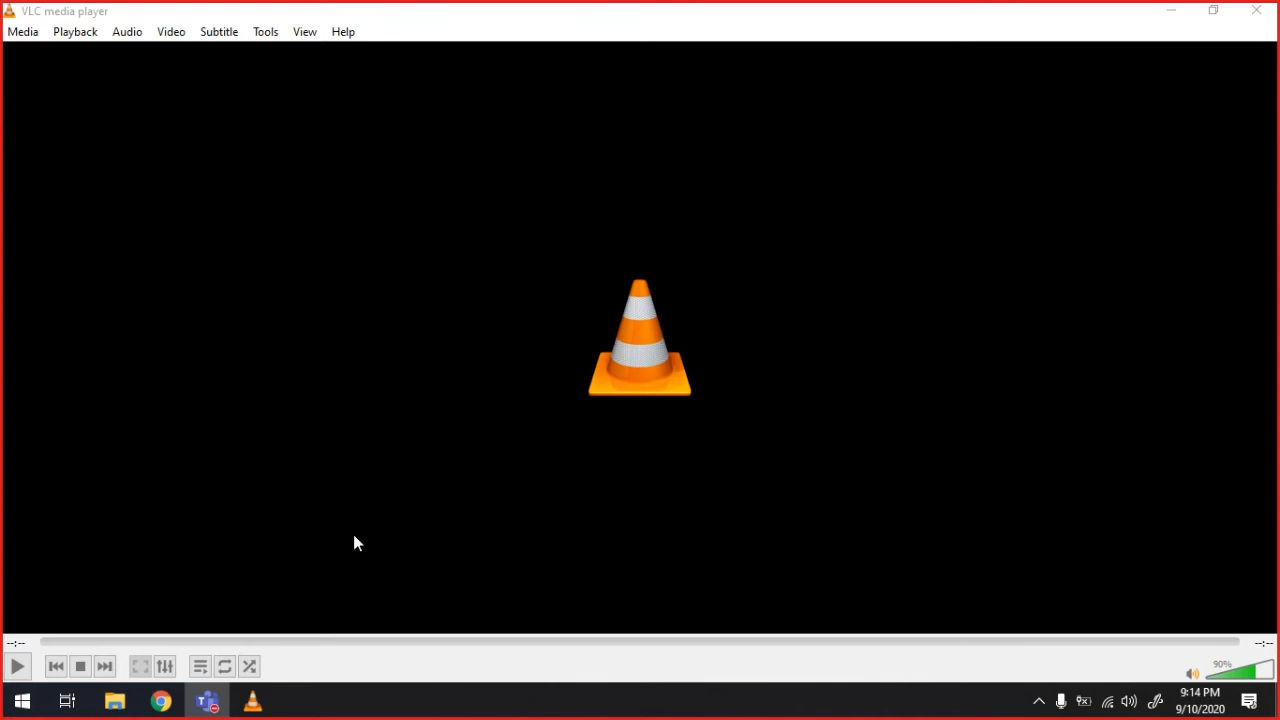 VLC media player
Media Playback Audio Video Subtitle Tools View Help
--:-- --:--
90%
9:14 PM
9/10/2020